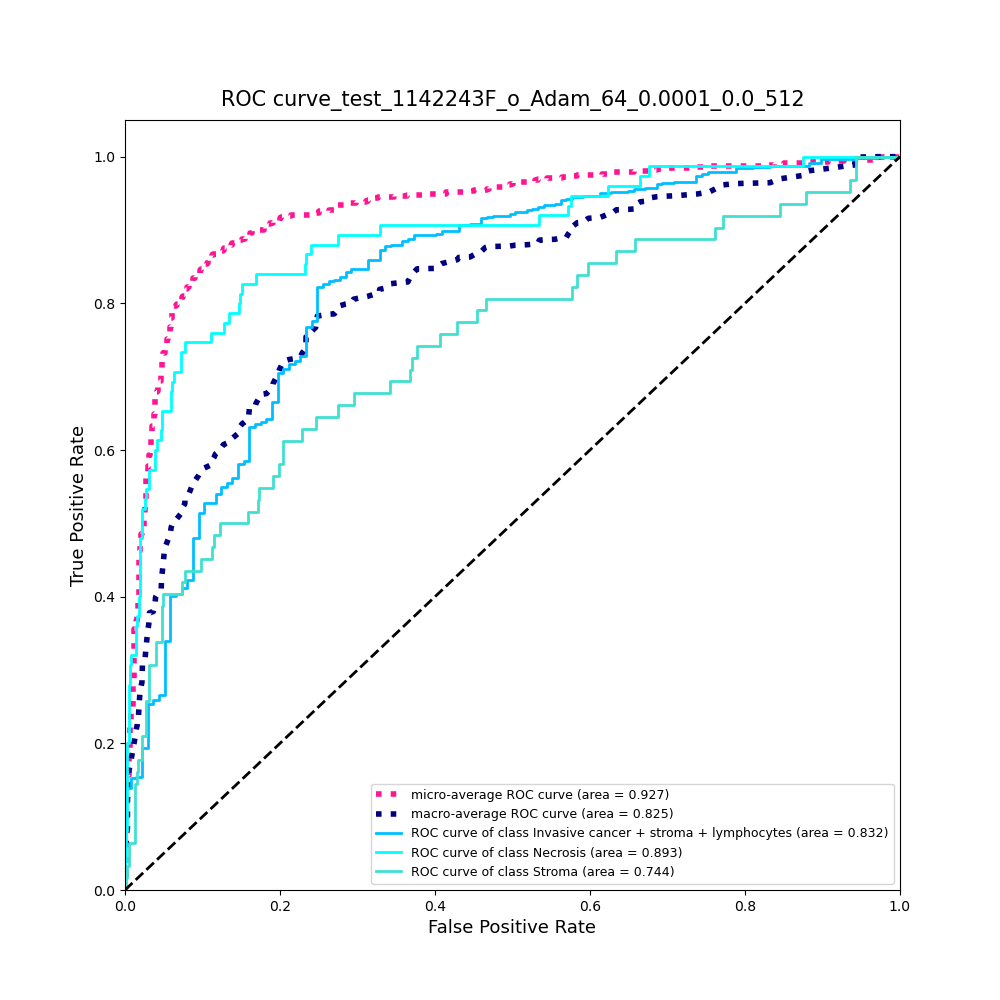 ROC curve_test_1142243F_o_Adam_64_0.0001_0.0_512
1.0
0.8
0.6
0.4
0.2
0.0
True Positive Rate
micro-average ROC curve (area = 0.927)
macro-average ROC curve (area = 0.825)
ROC curve of class Invasive cancer + stroma + lymphocytes (area = 0.832)
ROC curve of class Necrosis (area = 0.893)
ROC curve of class Stroma (area = 0.744)
0.0 0.2 0.4 0.6 0.8 1.0
False Positive Rate